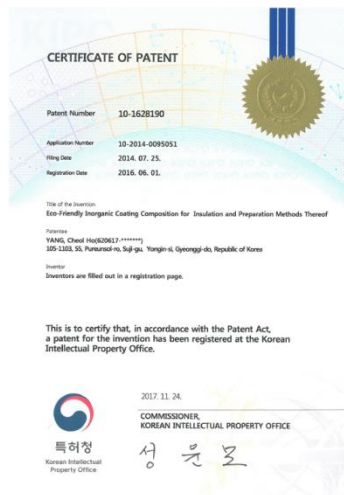 CERTIFICATE OF PATENT
Patent Number 10-1628190
Application Number 10-2014-0095051
Filing Date 2014. 07. 25.
Registration Date 2016. 06. 01.
Title of the Invention
Eco-Friendly Inorganic Coating Composition for Insulation and Preparation Methods Thereof
Patentee
YANG, Cheol Ho(620617-*******)
105-1103, 55, Pureunsol-ro, Suji-gu, Yongin-si, Gyeonggi-do, Republic of Korea
Inventor
Inventors are filled out in a registration page.
This is to certify that, in accordance with the Patent Act,
a patent for the invention has been registered at the Korean
Intellectual Property Office.
2017. 11. 24.
COMMISSIONER,
KOREAN INTELLECTUAL PROPERTY OFFICE
특허청
Korean Intellectual
Property Office
성윤모